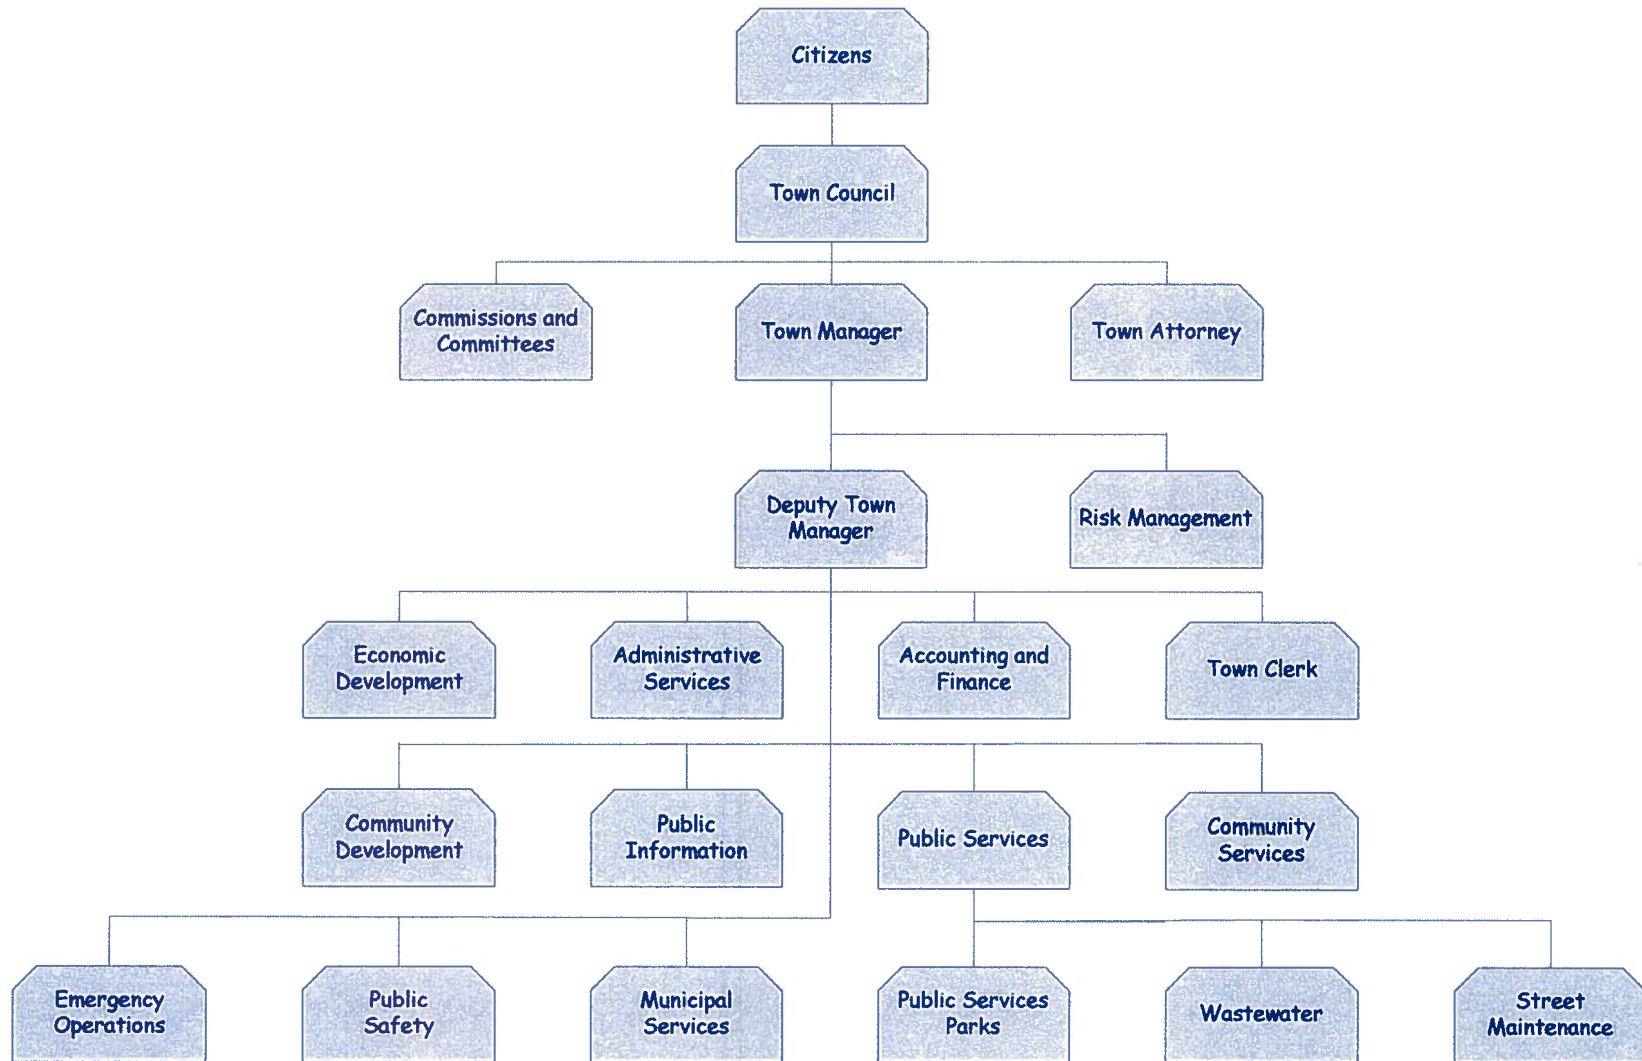 Citizens
Town Council
Commissions and
Committees
Town Manager
Town Attorney
Deputy Town
Manager
Risk Management
Economic
Development
Administrative
Services
Accounting and
Finance
Town Clerk
Community
Development
Public
Information
Public Services
Community
Services
Emergency
Operations
Public
Safety
Municipal
Services
Public Services
Parks
Wastewater
Street
Maintenance